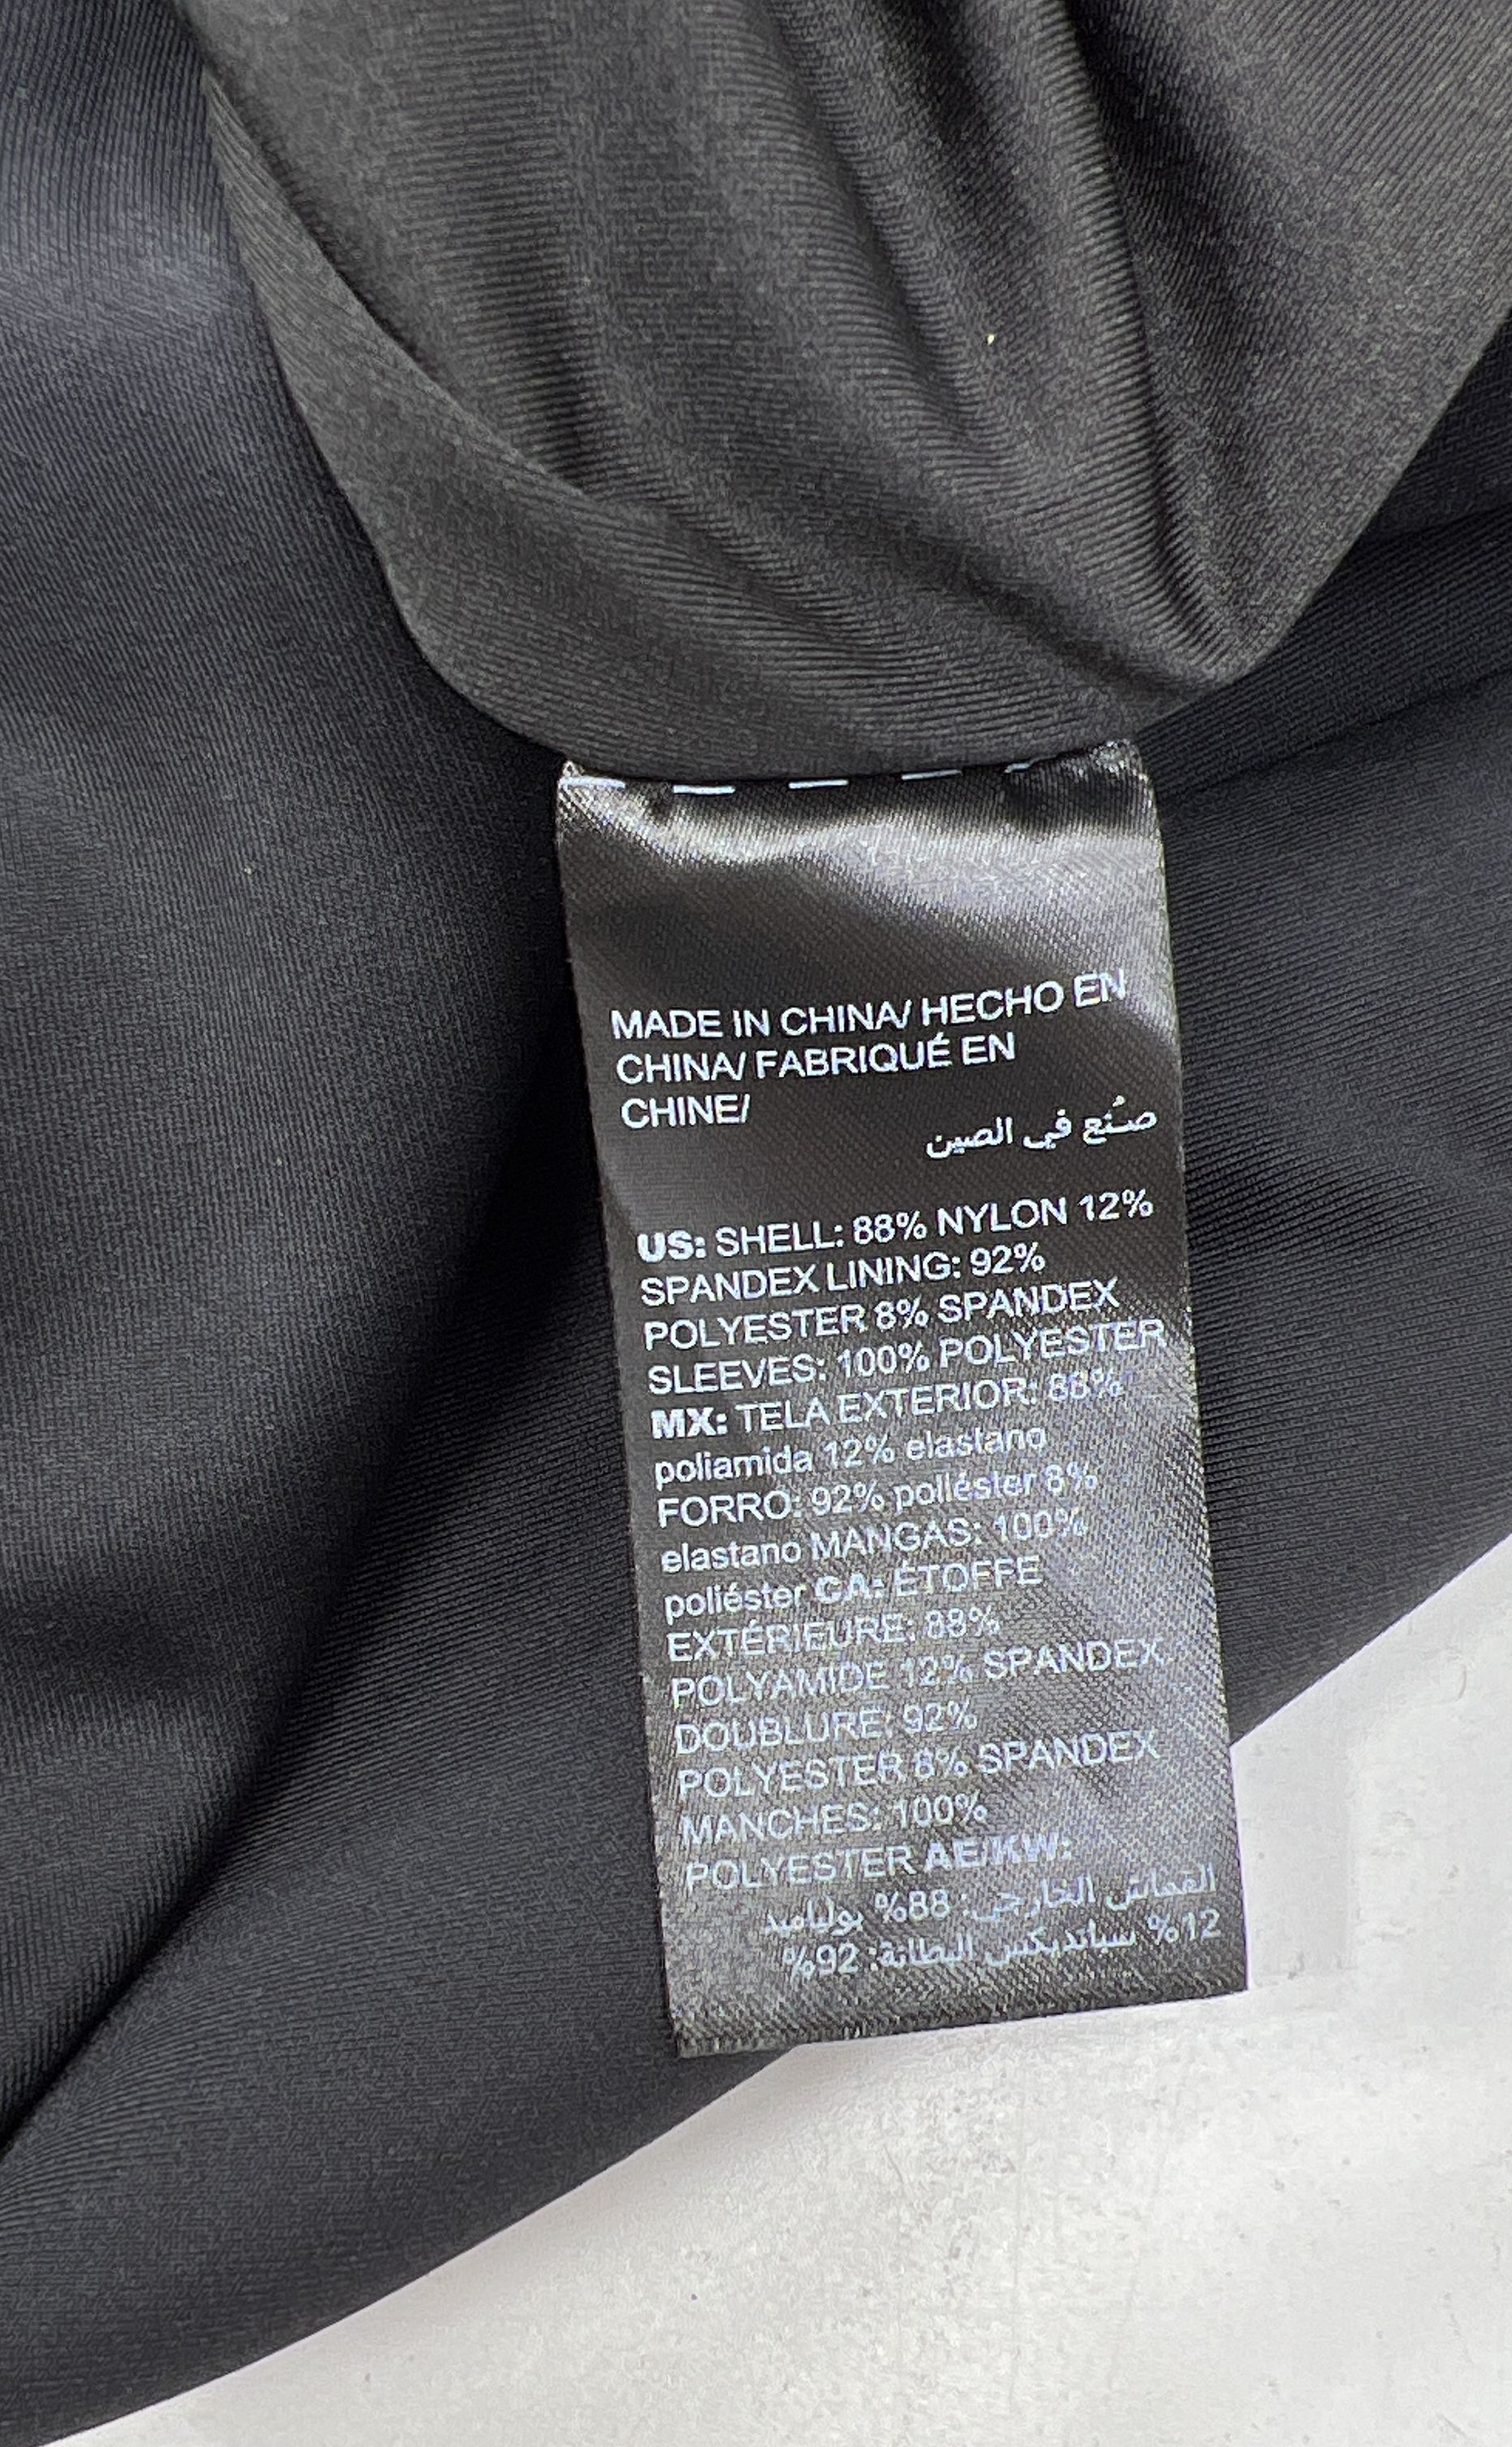 MADE IN CHINA/ HECHO EN
CHINA/ FABRIQUÉ EN
CHINE/
صُنع في الصين
US: SHELL: 88% NYLON 12%
SPANDEX LINING: 92%
POLYESTER 8% SPANDEX
SLEEVES: 100% POLYESTER
MX: TELA EXTERIOR: 88%
poliamida 12% elastano
FORRO: 92% poliéster 8%
elastano MANGAS: 100%
poliéster CA: ÉTOFFE
EXTÉRIEURE: 88%
POLYAMIDE 12% SPANDEX
DOUBLURE: 92%
POLYESTER 8% SPANDEX
MANCHES: 100%
POLYESTER AE/KW:
القماش الخارجي: 88% بولياميد
12% سباندیكس البطانة: 92%